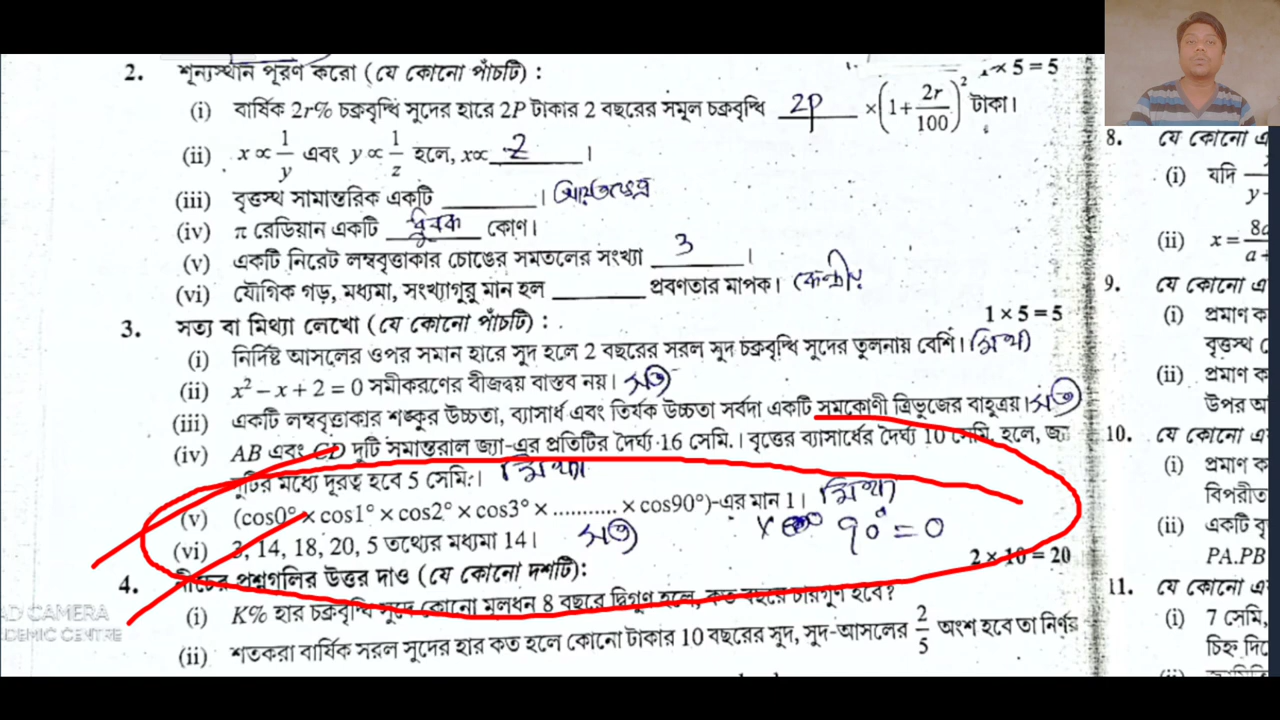 2. শূন্যস্থান পূরণ করো (যে কোনো পাঁচটি) : × 5 = 5
(i) বার্ষিক 2r% চক্রবৃদ্ধি সুদের হারে 2P টাকার 2 বছরের সমূল চক্রবৃদ্ধি 2p × (1 + 2r/100)² টাকা।
(ii) x ∝ 1/y এবং y ∝ 1/z হলে, x∝ z ।
(iii) বৃত্তস্থ সামান্তরিক একটি ______। আয়তক্ষেত্র
(iv) π রেডিয়ান একটি ধ্রুবক কোণ।
(v) একটি নিরেট লম্ববৃত্তাকার চোঙের সমতলের সংখ্যা 3 ।
(vi) যৌগিক গড়, মধ্যমা, সংখ্যাগুরু মান হল ______ প্রবণতার মাপক। কেন্দ্রীয়
3. সত্য বা মিথ্যা লেখো (যে কোনো পাঁচটি) : 1 × 5 = 5
(i) নির্দিষ্ট আসলের ওপর সমান হারে সুদ হলে 2 বছরের সরল সুদ চক্রবৃদ্ধি সুদের তুলনায় বেশি। মিথ্যা
(ii) x² – x + 2 = 0 সমীকরণের বীজদ্বয় বাস্তব নয়। সত্য
(iii) একটি লম্ববৃত্তাকার শঙ্কুর উচ্চতা, ব্যাসার্ধ এবং তির্যক উচ্চতা সর্বদা একটি সমকোণী ত্রিভুজের বাহুত্রয়। সত্য
(iv) AB এবং CD দুটি সমান্তরাল জ্যা-এর প্রতিটির দৈর্ঘ্য 16 সেমি.। বৃত্তের ব্যাসার্ধের দৈর্ঘ্য 10 সেমি. হলে, জ্যা
দুটির মধ্যে দূরত্ব হবে 5 সেমি.। মিথ্যা
(v) (cos0° × cos1° × cos2° × cos3° × ........... × cos90°)-এর মান 1। মিথ্যা
90° = 0
(vi) 3, 14, 18, 20, 5 তথ্যের মধ্যমা 14। সত্য
2 × 10 = 20
4. নীচের প্রশ্নগুলির উত্তর দাও (যে কোনো দশটি):
(i) K% হার চক্রবৃদ্ধি সুদে কোনো মূলধন 8 বছরে দ্বিগুণ হলে, কত বছরে চারগুণ হবে?
(ii) শতকরা বার্ষিক সরল সুদের হার কত হলে কোনো টাকার 10 বছরের সুদ, সুদ-আসলের 2/5 অংশ হবে তা নির্ণয়
AD CAMERA
DEMIC CENTRE
8. যে কোনো
(i) যদি
y –
(ii) x =
9. যে কোনো
(i) প্রমাণ
বৃত্তস্থ
(ii) প্রমাণ
উপর
10. যে কোনো
(i) প্রমাণ
বিপরীত
(ii) একটি
PA.PB
11. যে কোনো
(i) 7 সেমি,
চিহ্ন